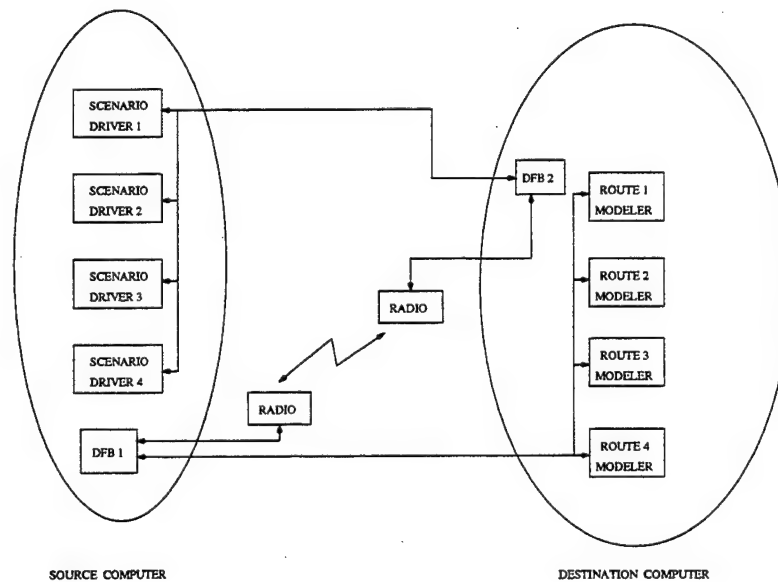 SCENARIO
DRIVER 1
SCENARIO
DRIVER 2
SCENARIO
DRIVER 3
SCENARIO
DRIVER 4
DFB 1
RADIO
RADIO
DFB 2
ROUTE 1
MODELER
ROUTE 2
MODELER
ROUTE 3
MODELER
ROUTE 4
MODELER
SOURCE COMPUTER
DESTINATION COMPUTER